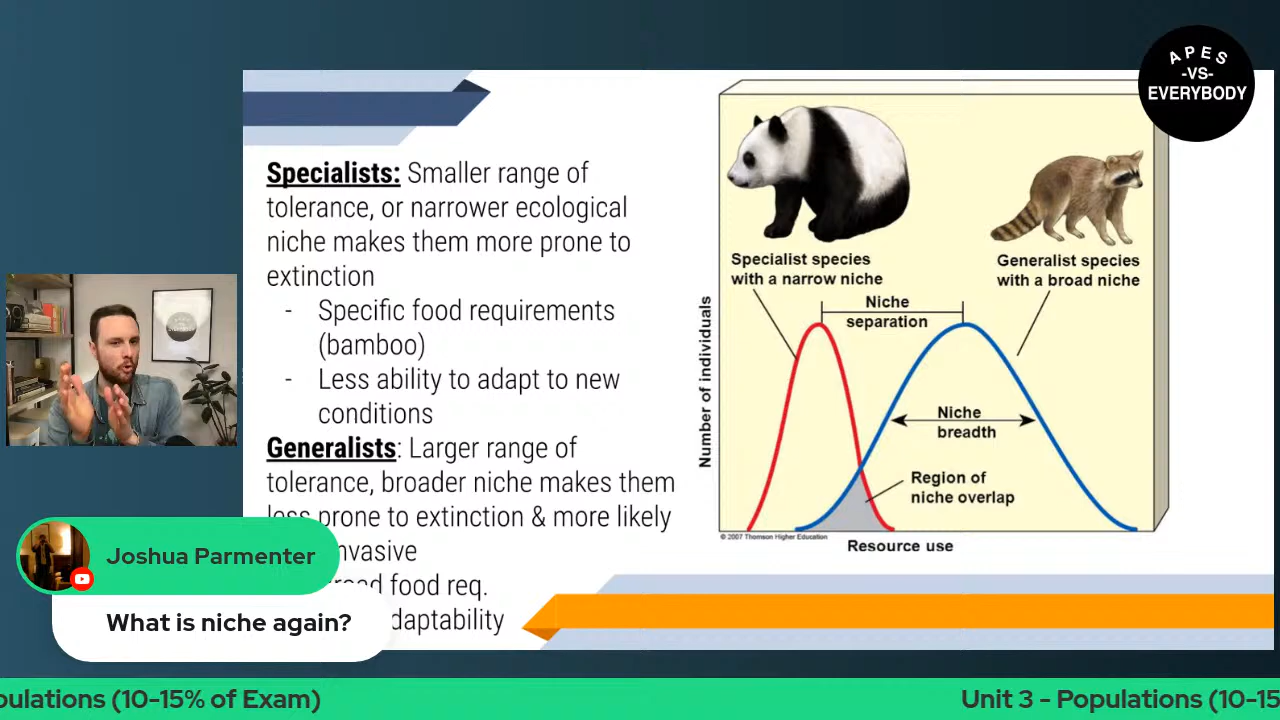 APES
-VS-
EVERYBODY
Specialists: Smaller range of
tolerance, or narrower ecological
niche makes them more prone to
extinction
- Specific food requirements
(bamboo)
- Less ability to adapt to new
conditions
Generalists: Larger range of
tolerance, broader niche makes them
less prone to extinction & more likely
nvasive
food req.
daptability
Specialist species
with a narrow niche
Generalist species
with a broad niche
Niche
separation
Niche
breadth
Region of
niche overlap
Number of individuals
© 2007 Thomson Higher Education
Resource use
Joshua Parmenter
What is niche again?
pulations (10-15% of Exam)
Unit 3 - Populations (10-15